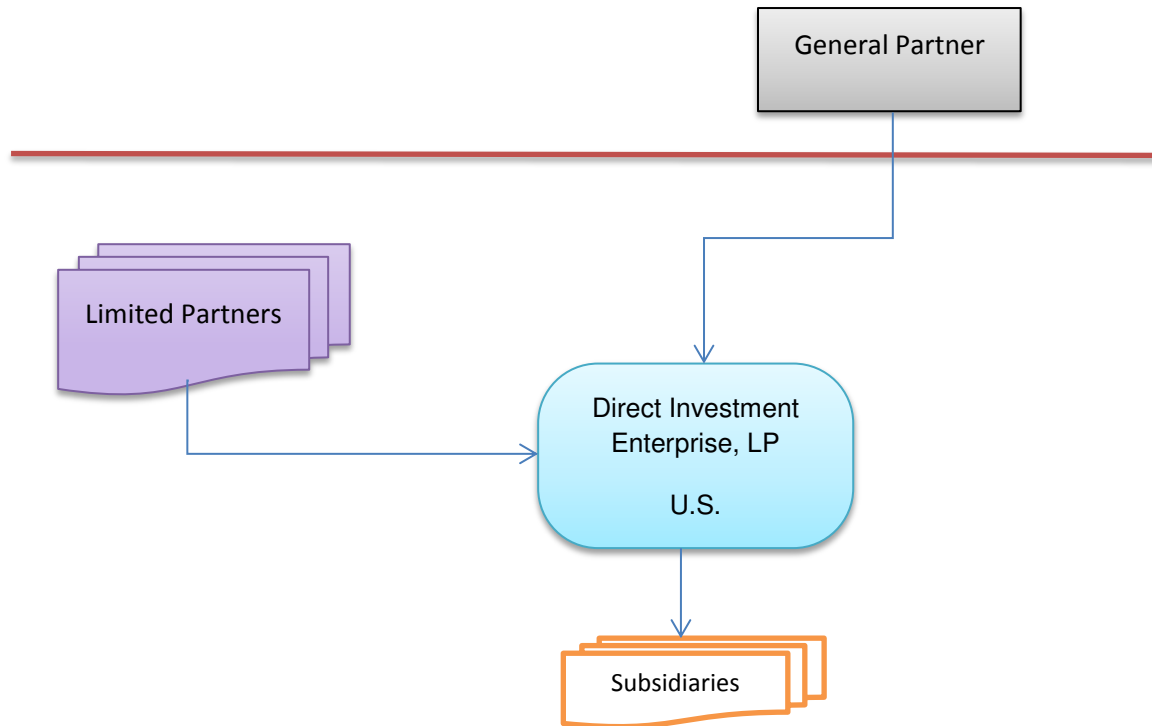 General Partner
Limited Partners
Direct Investment
Enterprise, LP
U.S.
Subsidiaries